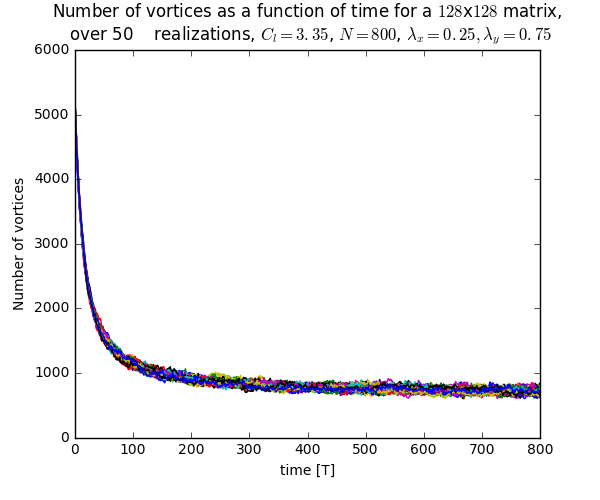 Number of vortices as a function of time for a 128x128 matrix,
over 50 realizations, C_l = 3.35, N = 800, λ_x = 0.25, λ_y = 0.75
6000
5000
4000
3000
2000
1000
0
Number of vortices
0 100 200 300 400 500 600 700 800
time [T]